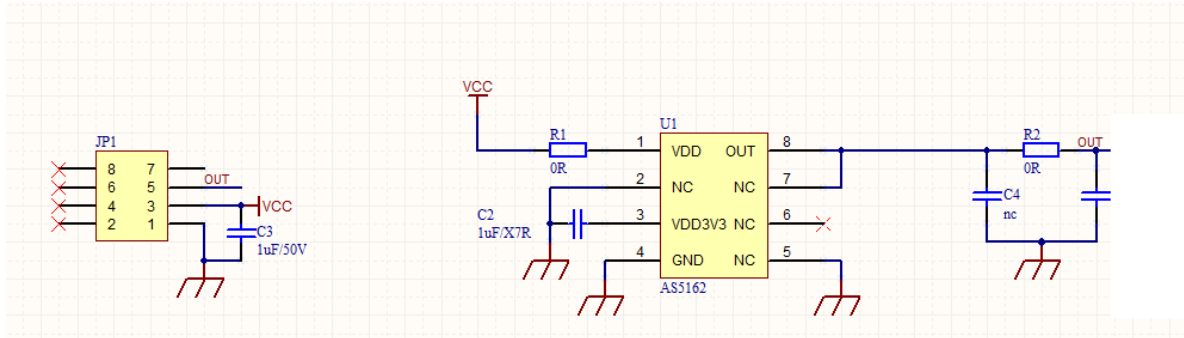 VCC
JP1
8 7
6 5 OUT
4 3 VCC
2 1
C3
1uF/50V
R1
0R
U1
1 VDD OUT 8
2 NC NC 7
C2
1uF/X7R
3 VDD3V3 NC 6
4 GND NC 5
AS5162
R2
OUT
0R
C4
nc